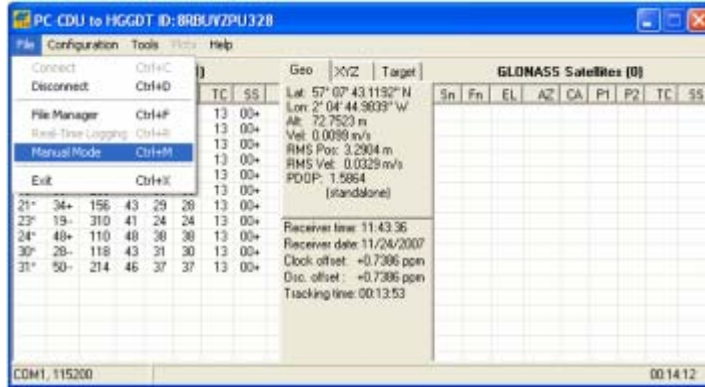 PC-CDU to HGGDT ID: 8RBUVZPU328
File Configuration Tools Plots Help
Connect Ctrl+C
Disconnect Ctrl+D
File Manager Ctrl+F
Real-Time Logging Ctrl+R
Manual Mode Ctrl+M
Exit Ctrl+X
TC SS
13 00+
13 00+
13 00+
13 00+
13 00+
13 00+
21* 34+ 156 43 29 28 13 00+
23* 19- 310 41 24 24 13 00+
24* 48+ 110 48 38 38 13 00+
30* 28- 118 43 31 30 13 00+
31* 50- 214 46 37 37 13 00+
Geo XYZ Target
Lat: 57° 07' 43.1192" N
Lon: 2° 04' 44.9839" W
Alt: 72.7523 m
Vel: 0.0099 m/s
RMS Pos: 3.2904 m
RMS Vel: 0.0329 m/s
PDOP: 1.5864
(standalone)
Receiver time: 11:43:36
Receiver date: 11/24/2007
Clock offset: +0.7386 ppm
Osc. offset: +0.7386 ppm
Tracking time: 00:13:53
GLONASS Satellites (0)
Sn Fn EL AZ CA P1 P2 TC SS
COM1, 115200
00:14:12